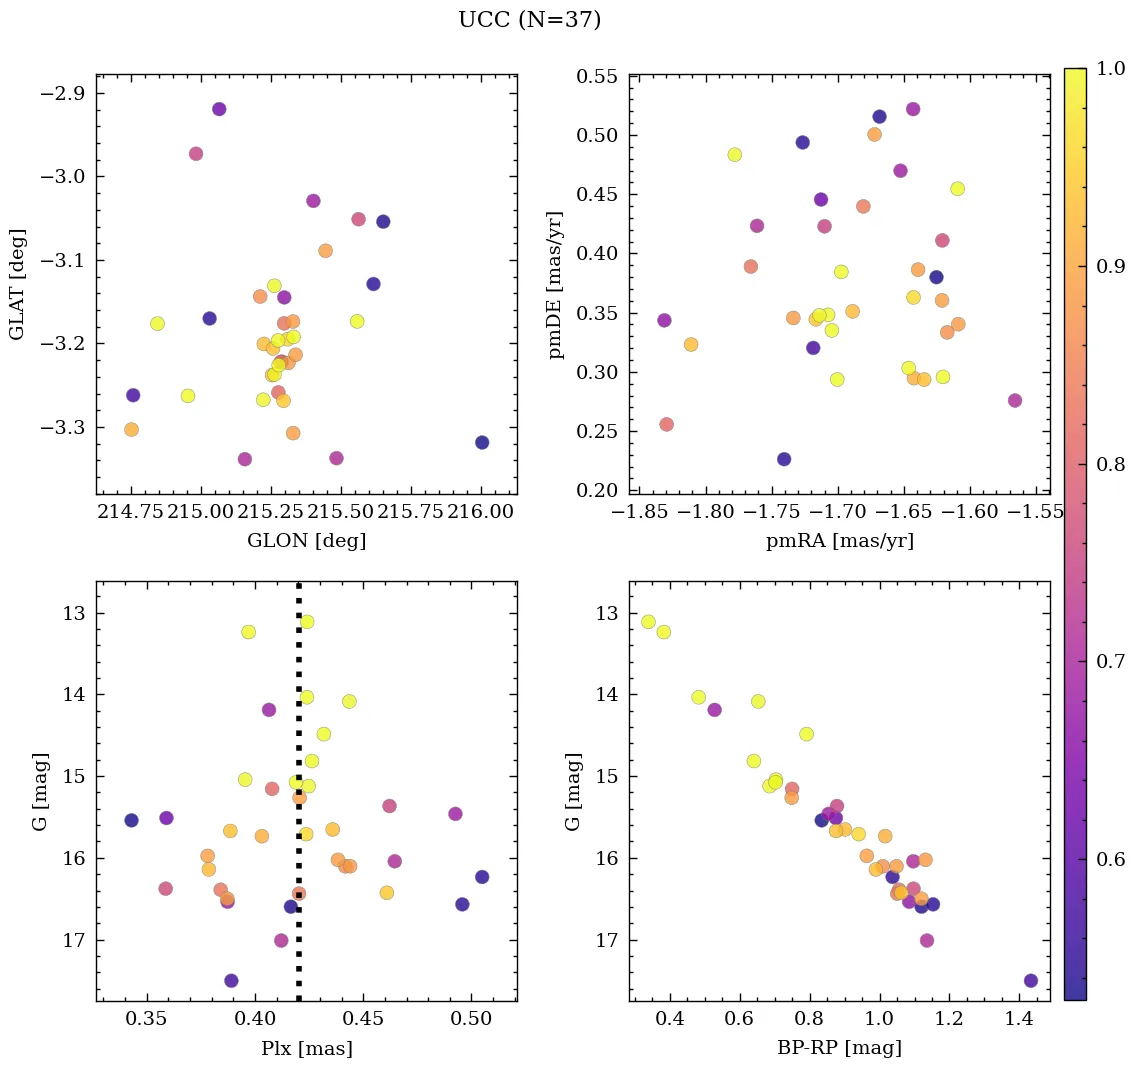 UCC (N=37)
−2.9
−3.0
−3.1
−3.2
−3.3
GLAT [deg]
214.75 215.00 215.25 215.50 215.75 216.00
GLON [deg]
0.55
0.50
0.45
0.40
0.35
0.30
0.25
0.20
pmDE [mas/yr]
−1.85 −1.80 −1.75 −1.70 −1.65 −1.60 −1.55
pmRA [mas/yr]
13
14
15
16
17
G [mag]
0.35 0.40 0.45 0.50
Plx [mas]
13
14
15
16
17
G [mag]
0.4 0.6 0.8 1.0 1.2 1.4
BP-RP [mag]
1.0
0.9
0.8
0.7
0.6